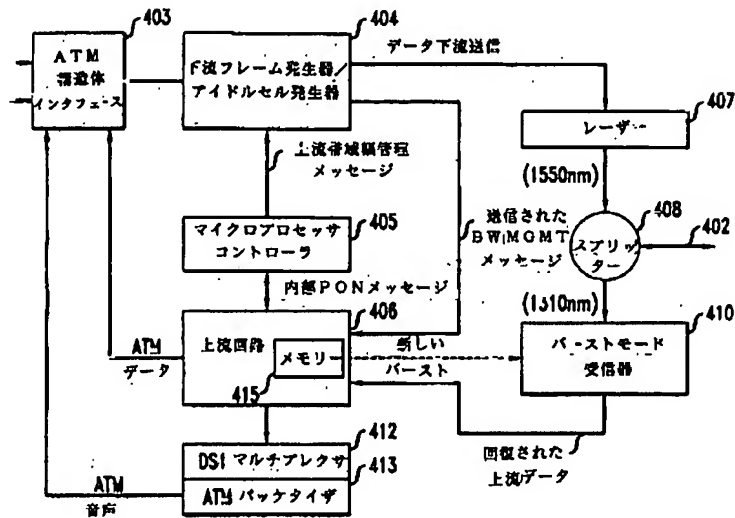 403
ATM
構造体
インタフェース
404
下流フレーム発生器/
アイドルセル発生器
データ下流送信
レーザー
407
(1550nm)
408
スプリッ
ター
402
(1310nm)
上流帯域幅管理
メッセージ
マイクロプロセッサ
コントローラ
405
送信された
BW MGMT
メッセージ
内部PONメッセージ
406
上流回路
メモリー
415
新しい
バースト
410
バーストモード
受信器
ATM
データ
412
DS1 マルチプレクサ
413
ATM パッケタイザ
回復された
上流データ
ATM
音声